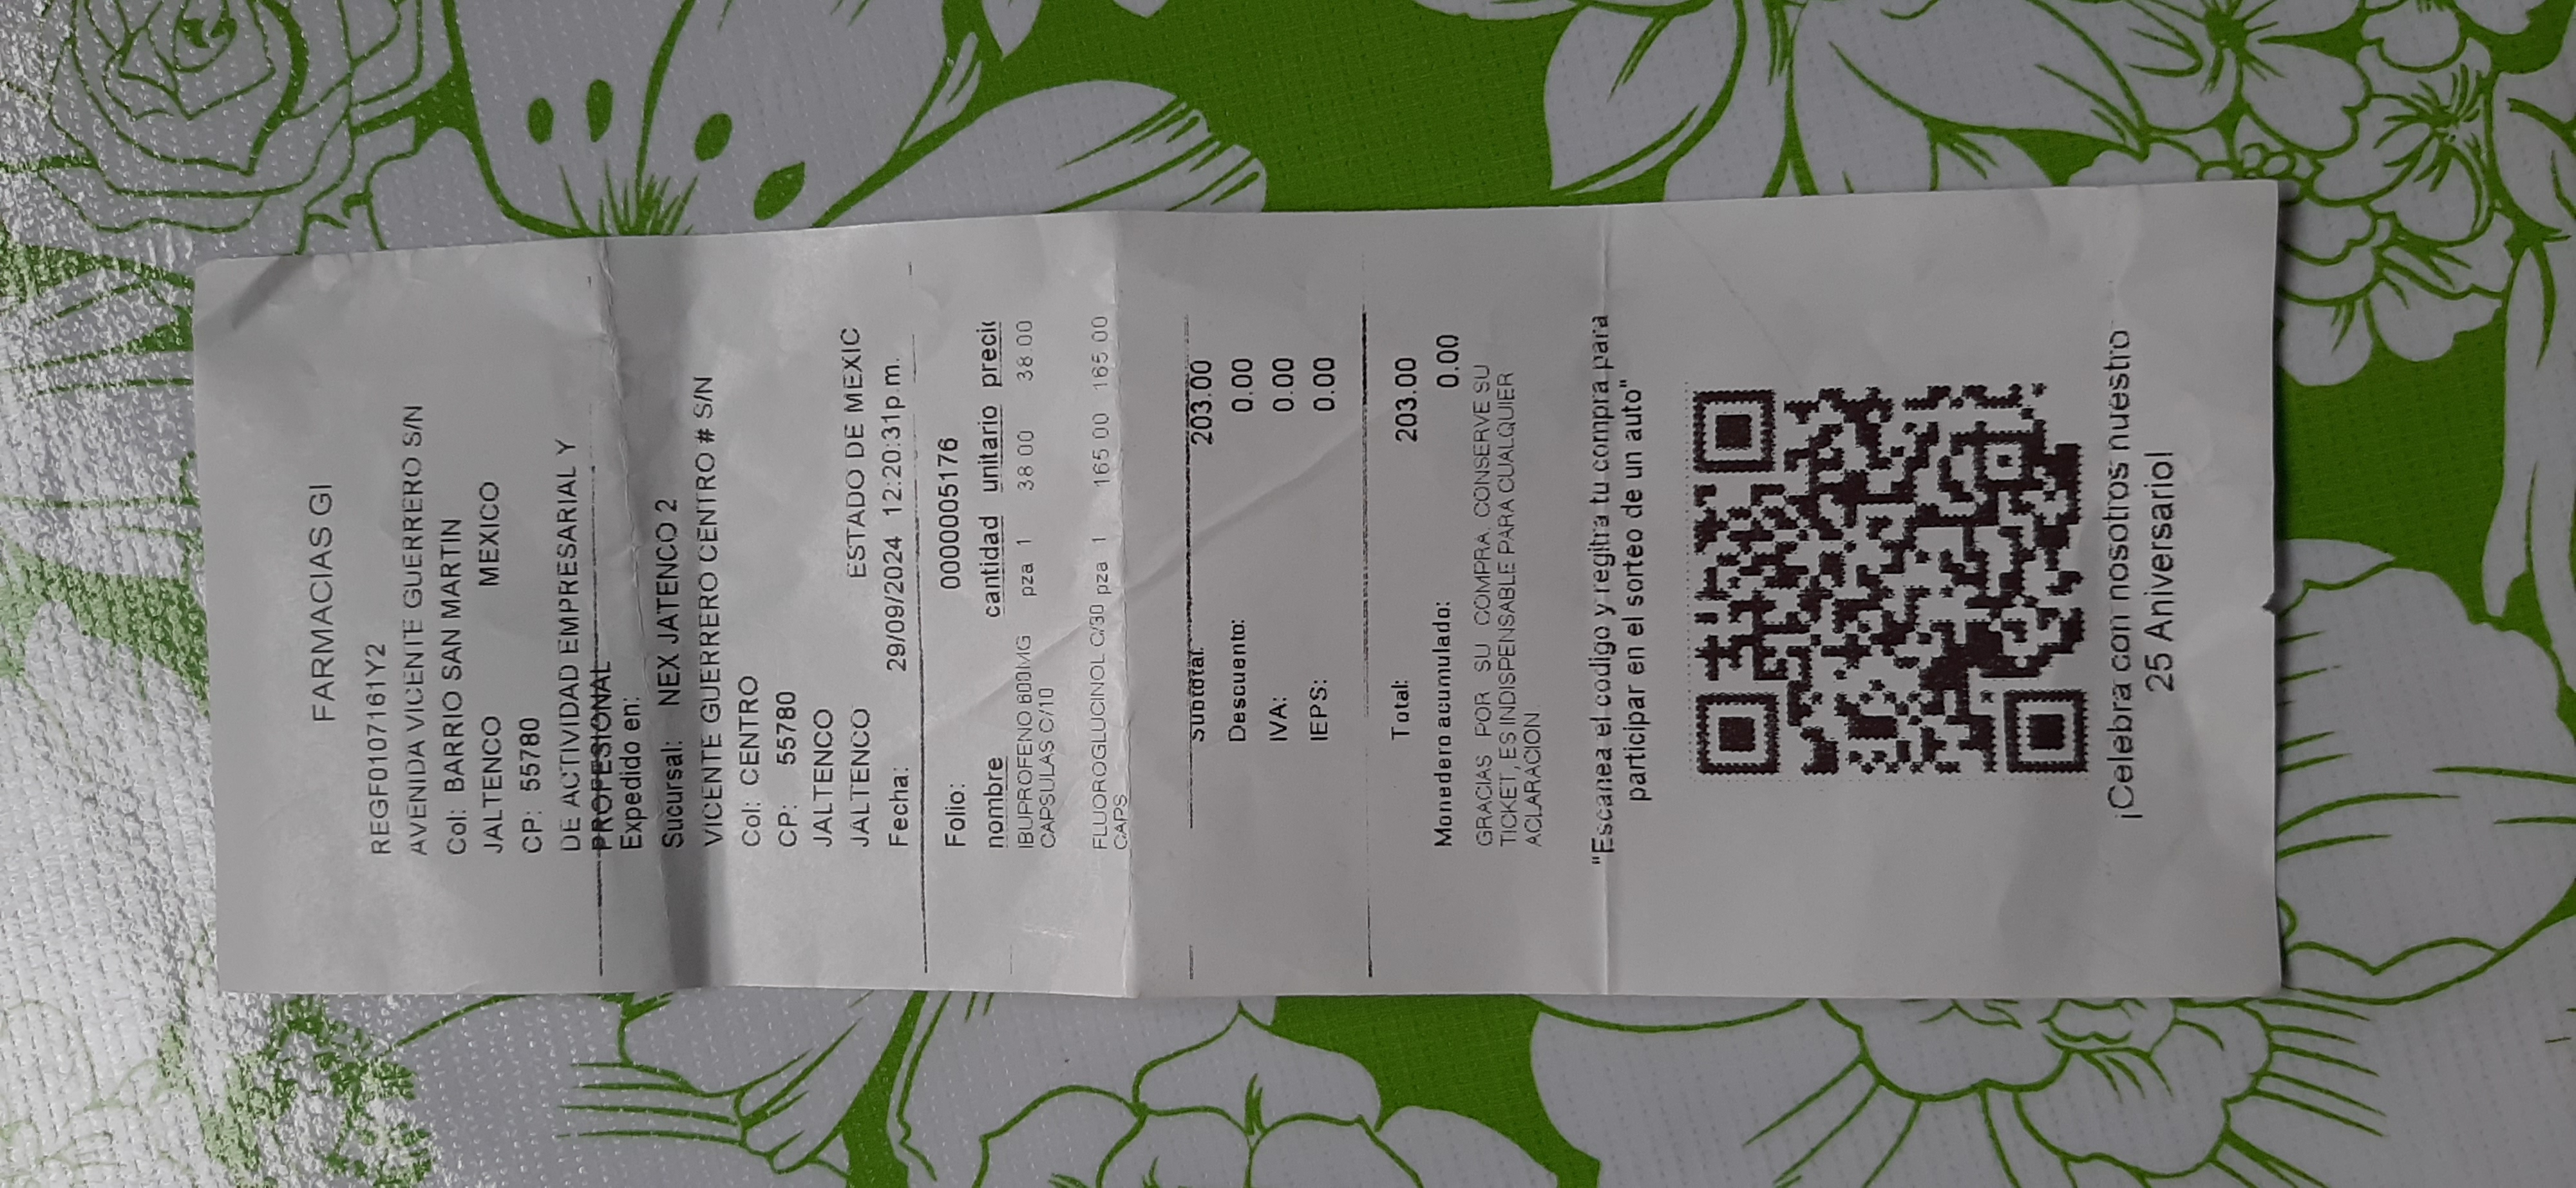 FARMACIAS GI
REGF0107161Y2
AVENIDA VICENTE GUERRERO S/N
Col: BARRIO SAN MARTIN
JALTENCO MEXICO
CP: 55780
DE ACTIVIDAD EMPRESARIAL Y
PROFESIONAL
Expedido en:
Sucursal: NEX JATENCO 2
VICENTE GUERRERO CENTRO # S/N
Col: CENTRO
CP: 55780
JALTENCO
JALTENCO ESTADO DE MEXIC
Fecha: 29/09/2024 12:20:31p.m.
Folio: 0000005176
nombre cantidad unitario preci
IBUPROFENO 600MG pza 1 38.00 38.00
CAPSULAS C/10
FLUOROGLUCINOL C/30 pza 1 165.00 165.00
CAPS
Subtotal: 203.00
Descuento: 0.00
IVA: 0.00
IEPS: 0.00
Total: 203.00
Monedero acumulado: 0.00
GRACIAS POR SU COMPRA. CONSERVE SU
TICKET, ES INDISPENSABLE PARA CUALQUIER
ACLARACION.
"Escanea el codigo y regitra tu compra para
participar en el sorteo de un auto"
¡Celebra con nosotros nuestro
25 Aniversario!